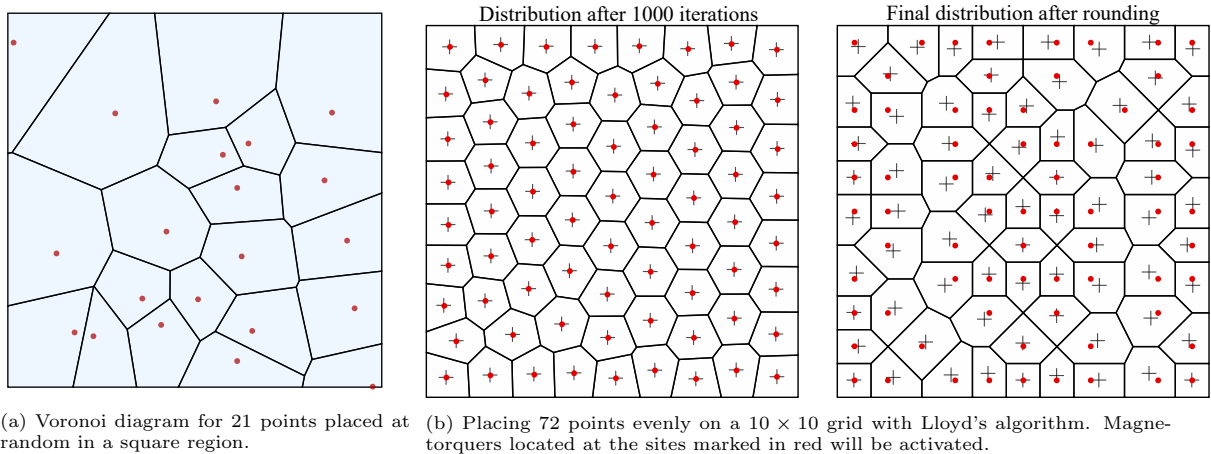 Distribution after 1000 iterations
Final distribution after rounding
(a) Voronoi diagram for 21 points placed at
random in a square region.
(b) Placing 72 points evenly on a 10 × 10 grid with Lloyd's algorithm. Magne-
torquers located at the sites marked in red will be activated.